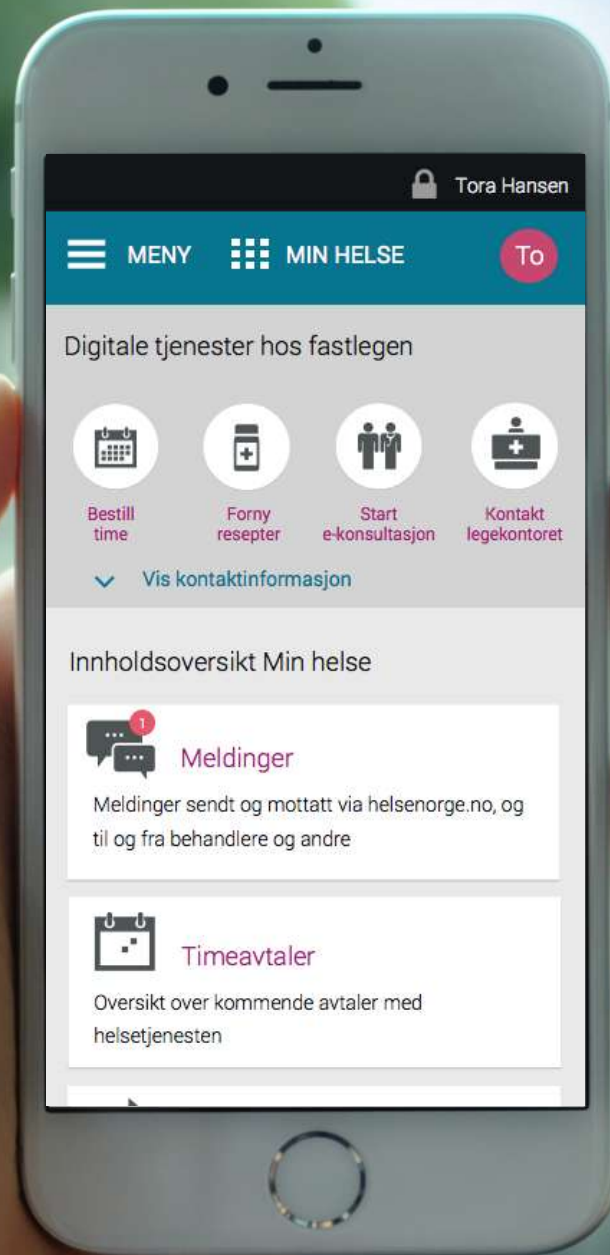 Tora Hansen
MENY MIN HELSE To
Digitale tjenester hos fastlegen
Bestill time
Forny resepter
Start e-konsultasjon
Kontakt legekontoret
Vis kontaktinformasjon
Innholdsoversikt Min helse
1
Meldinger
Meldinger sendt og mottatt via helsenorge.no, og
til og fra behandlere og andre
Timeavtaler
Oversikt over kommende avtaler med
helsetjenesten